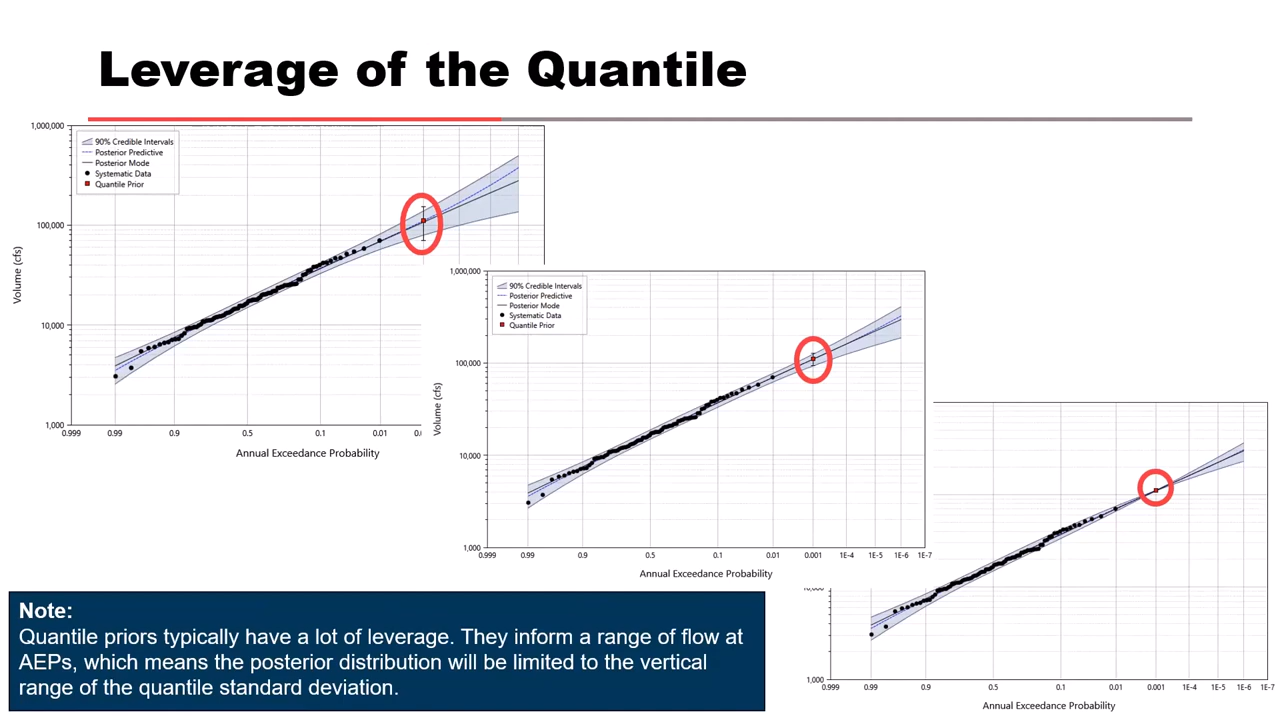 Leverage of the Quantile
1,000,000
100,000
10,000
1,000
Volume (cfs)
90% Credible Intervals
Posterior Predictive
Posterior Mode
Systematic Data
Quantile Prior
0.999 0.99 0.9 0.5 0.1 0.01
Annual Exceedance Probability
1,000,000
100,000
10,000
1,000
Volume (cfs)
90% Credible Intervals
Posterior Predictive
Posterior Mode
Systematic Data
Quantile Prior
0.999 0.99 0.9 0.5 0.1 0.01 0.001 1E-4 1E-5 1E-6 1E-7
Annual Exceedance Probability
1,000
0.999 0.99 0.9 0.5 0.1 0.01 0.001 1E-4 1E-5 1E-6 1E-7
Annual Exceedance Probability
Note:
Quantile priors typically have a lot of leverage. They inform a range of flow at
AEPs, which means the posterior distribution will be limited to the vertical
range of the quantile standard deviation.